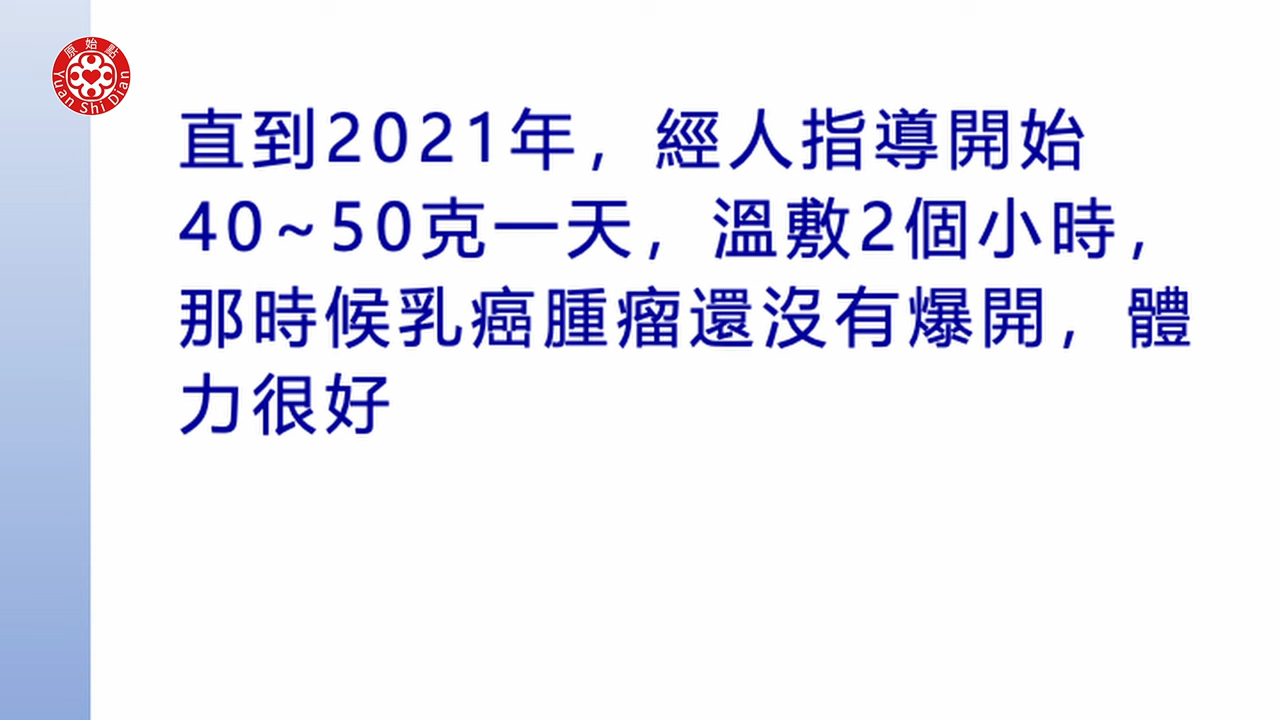 原始點
Yuan Shi Dian
直到2021年，經人指導開始
40~50克一天，溫敷2個小時，
那時候乳癌腫瘤還沒有爆開，體
力很好